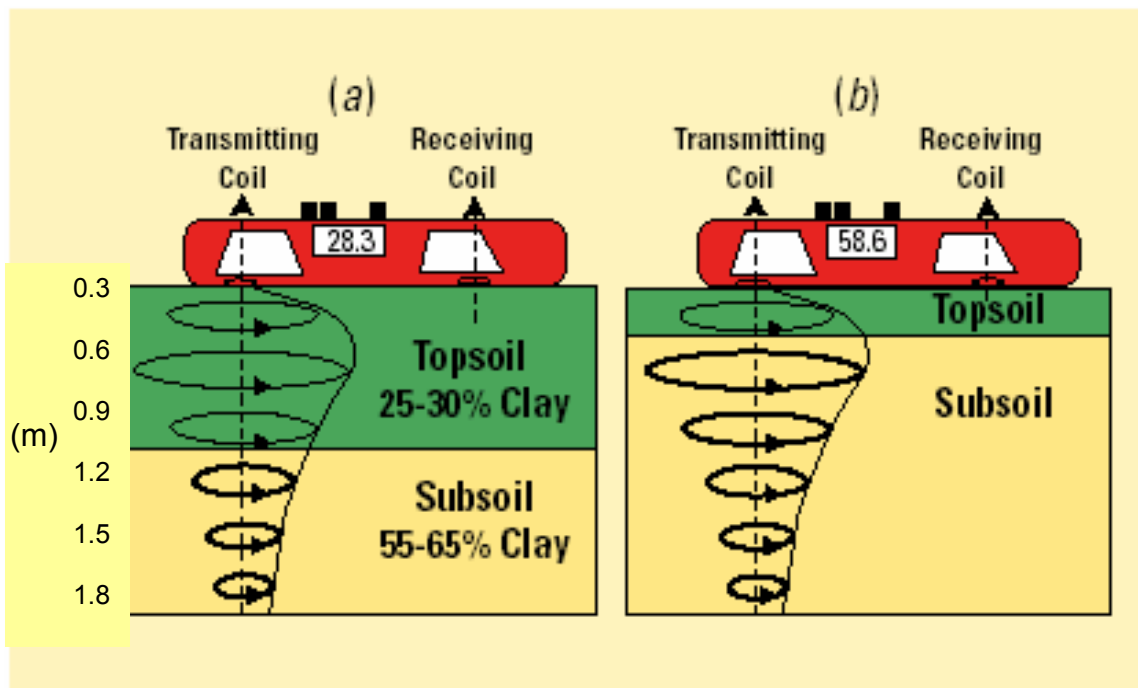 (a)
Transmitting
Coil
Receiving
Coil
28.3
(b)
Transmitting
Coil
Receiving
Coil
58.6
0.3
0.6
0.9
(m)
1.2
1.5
1.8
Topsoil
25-30% Clay
Subsoil
55-65% Clay
Topsoil
Subsoil